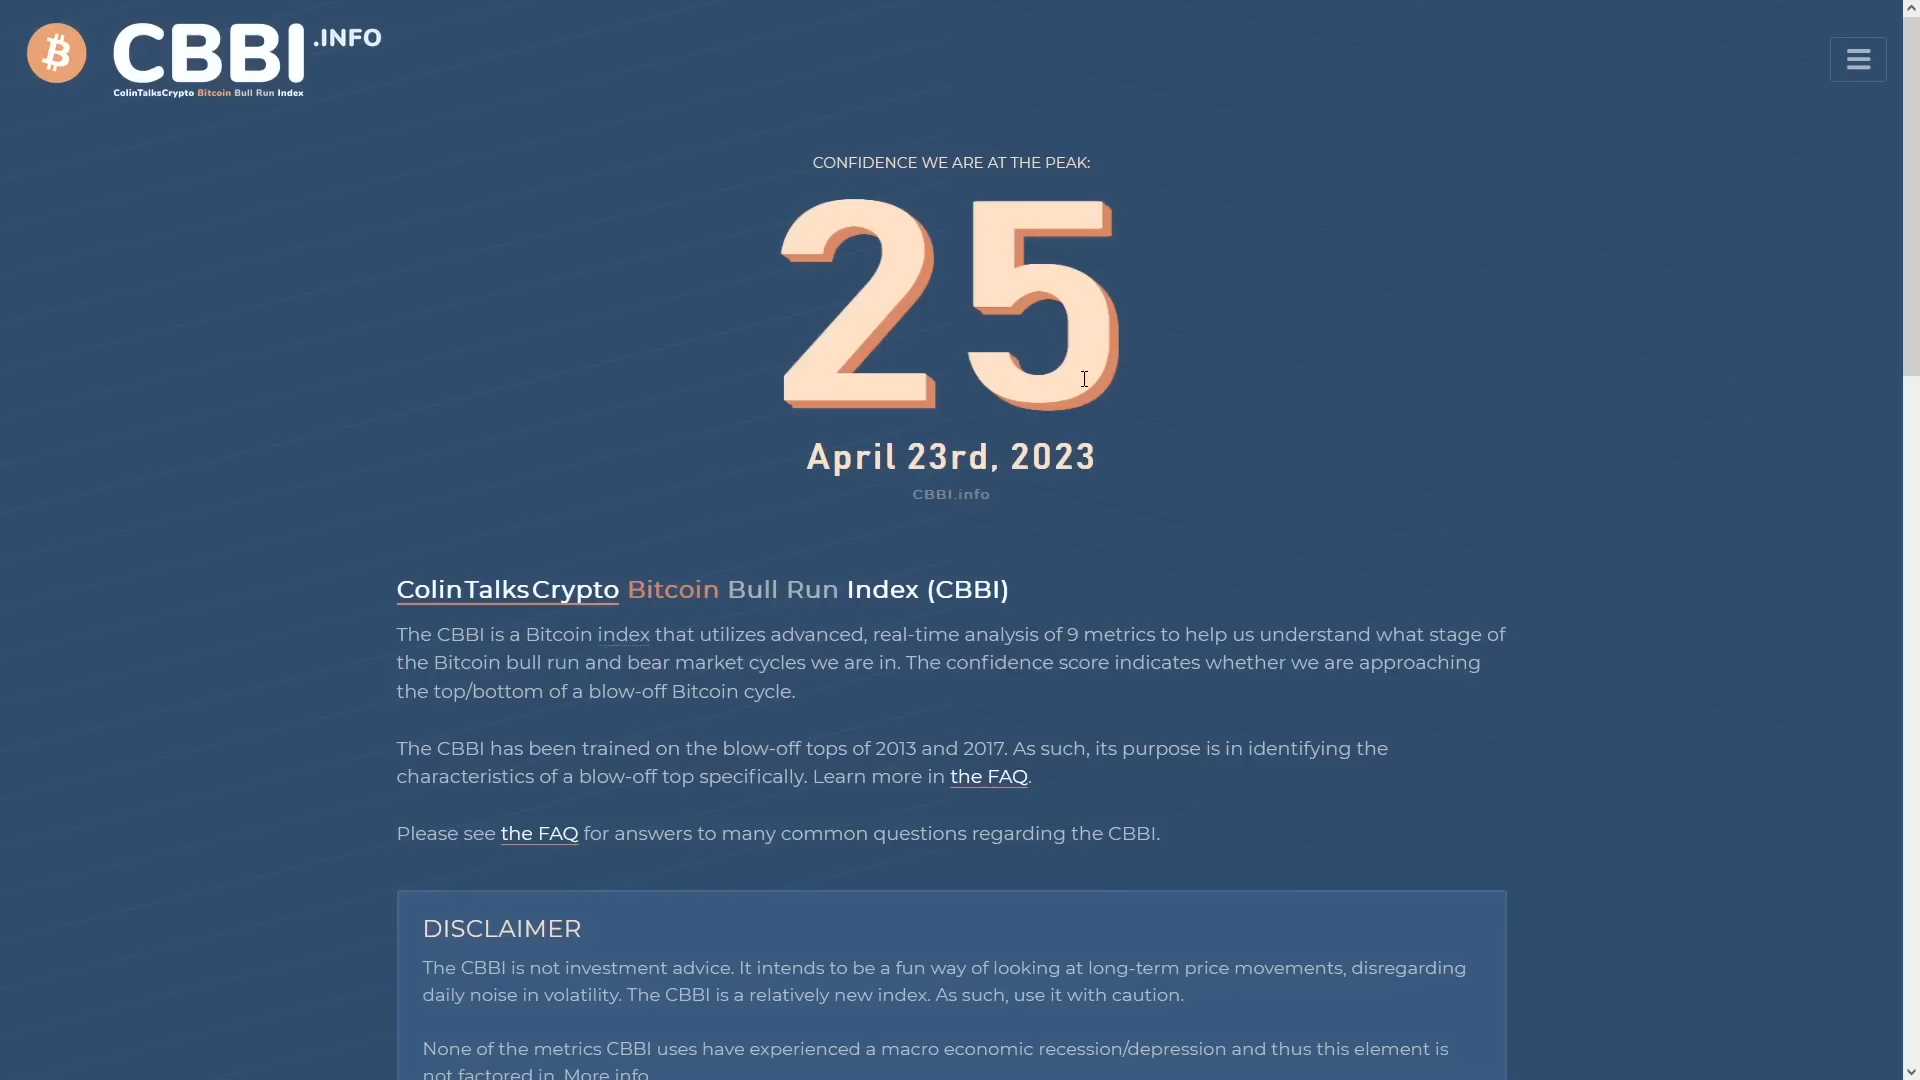 CBBI.INFO
ColinTalksCrypto Bitcoin Bull Run Index
CONFIDENCE WE ARE AT THE PEAK:
25
April 23rd, 2023
CBBI.info
ColinTalksCrypto Bitcoin Bull Run Index (CBBI)
The CBBI is a Bitcoin index that utilizes advanced, real-time analysis of 9 metrics to help us understand what stage of
the Bitcoin bull run and bear market cycles we are in. The confidence score indicates whether we are approaching
the top/bottom of a blow-off Bitcoin cycle.
The CBBI has been trained on the blow-off tops of 2013 and 2017. As such, its purpose is in identifying the
characteristics of a blow-off top specifically. Learn more in the FAQ.
Please see the FAQ for answers to many common questions regarding the CBBI.
DISCLAIMER
The CBBI is not investment advice. It intends to be a fun way of looking at long-term price movements, disregarding
daily noise in volatility. The CBBI is a relatively new index. As such, use it with caution.
None of the metrics CBBI uses have experienced a macro economic recession/depression and thus this element is
not factored in. More info